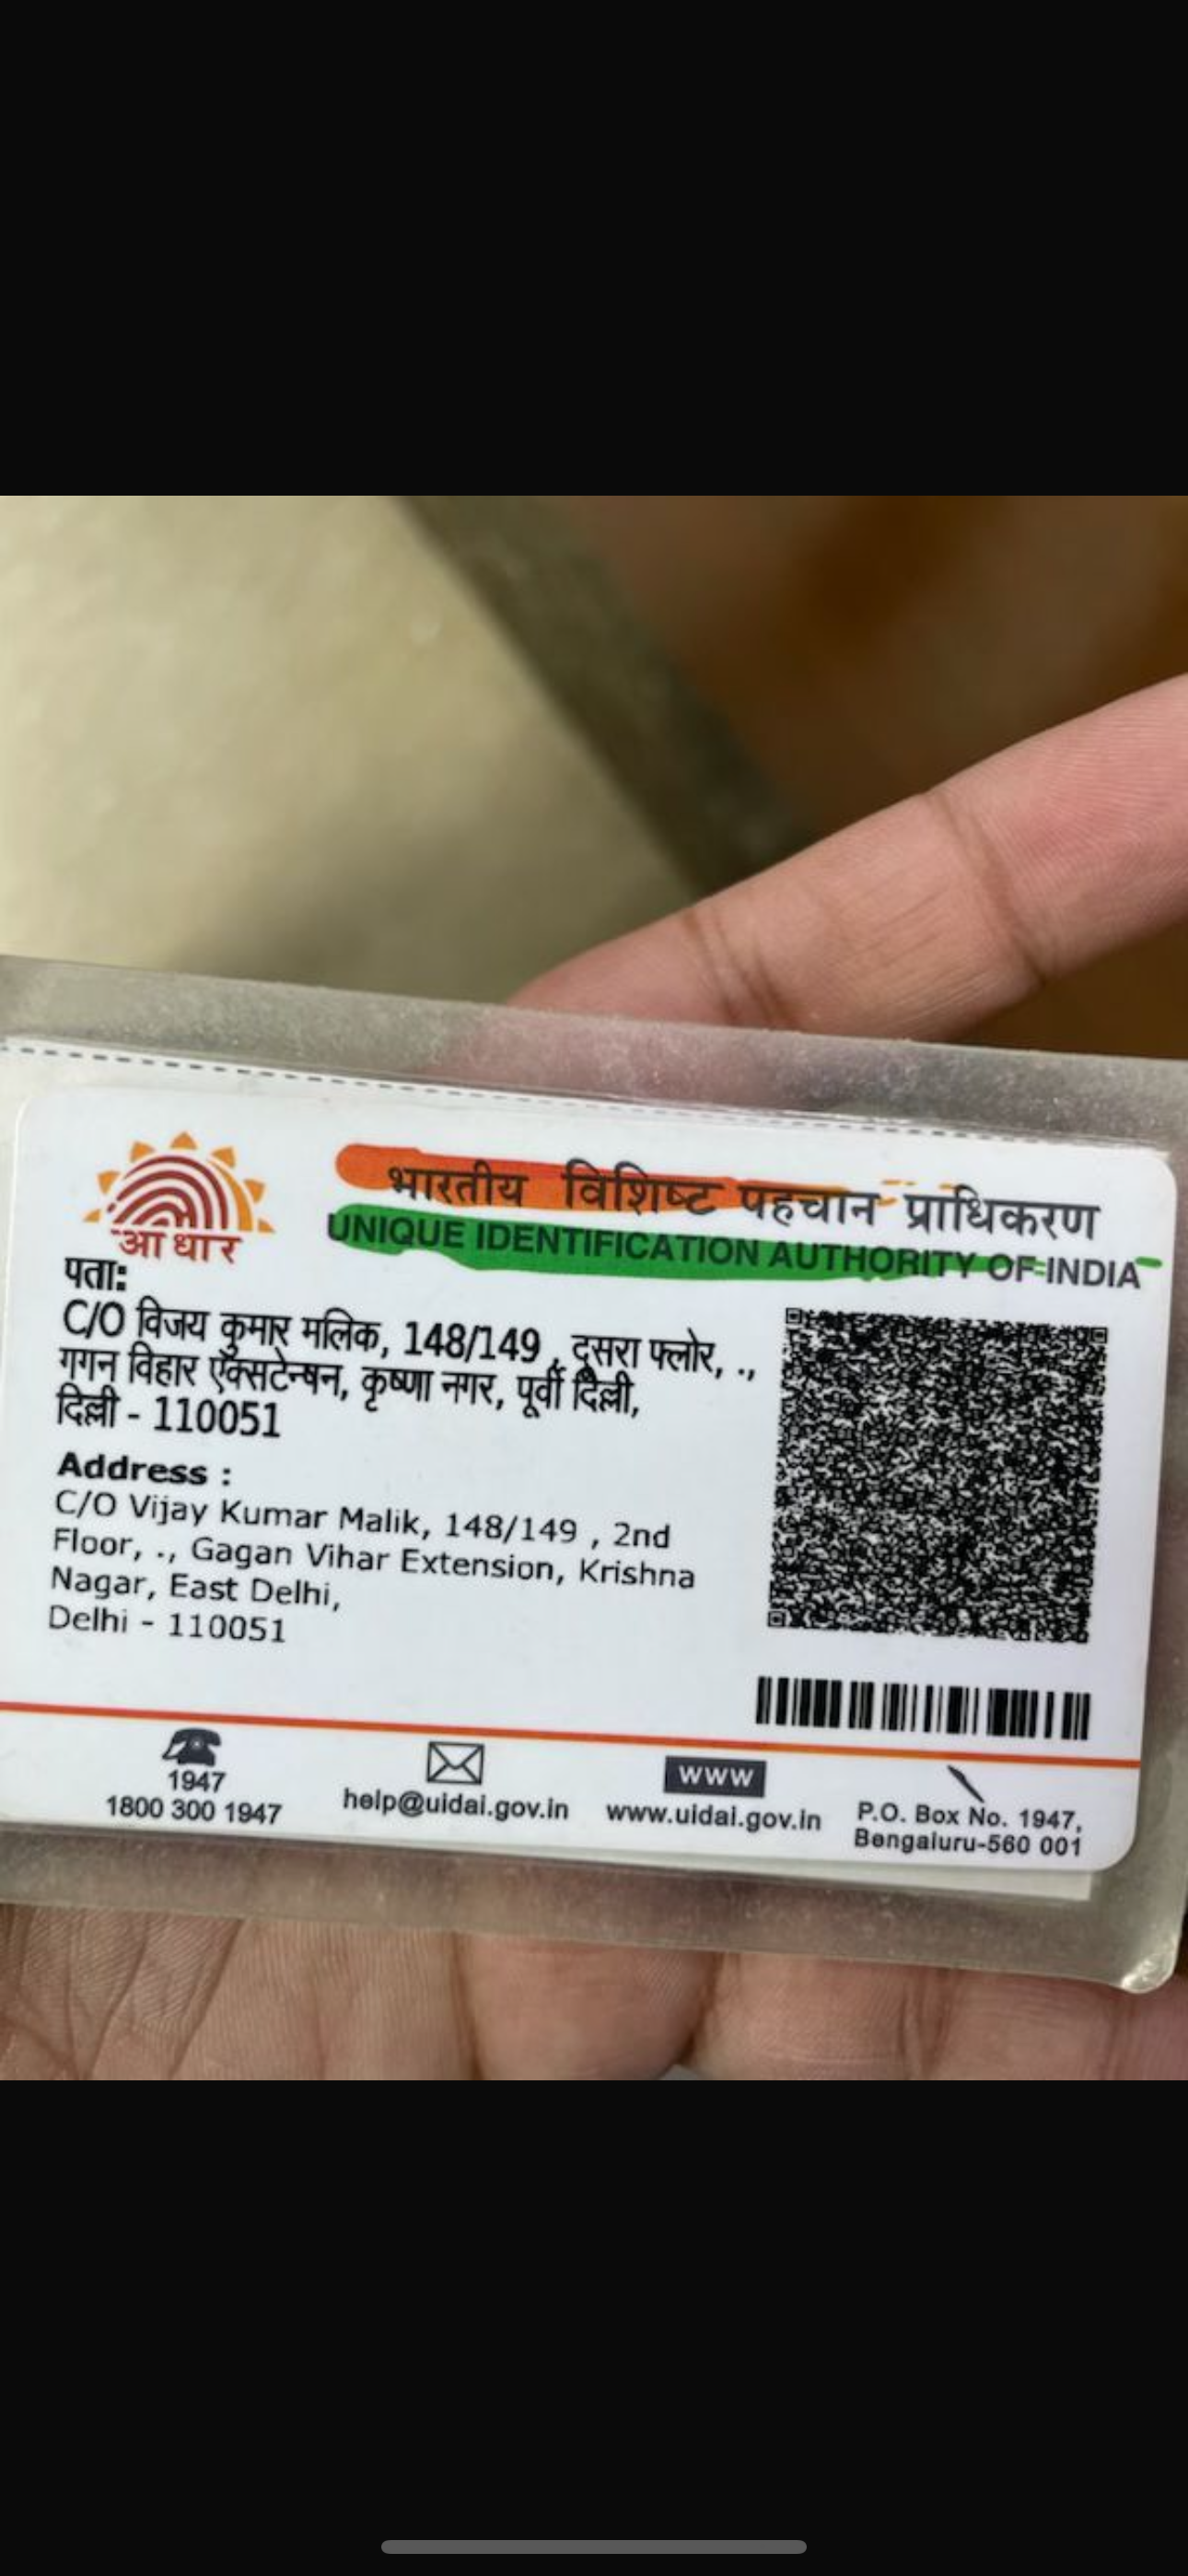 आधार
भारतीय विशिष्ट पहचान प्राधिकरण
UNIQUE IDENTIFICATION AUTHORITY OF INDIA
पता:
C/O विजय कुमार मलिक, 148/149 , दूसरा फ्लोर, .,
गगन विहार एक्सटेन्षन, कृष्णा नगर, पूर्वी दिल्ली,
दिल्ली - 110051
Address :
C/O Vijay Kumar Malik, 148/149 , 2nd
Floor, ., Gagan Vihar Extension, Krishna
Nagar, East Delhi,
Delhi - 110051
1947
1800 300 1947
help@uidai.gov.in
www
www.uidai.gov.in
P.O. Box No. 1947,
Bengaluru-560 001